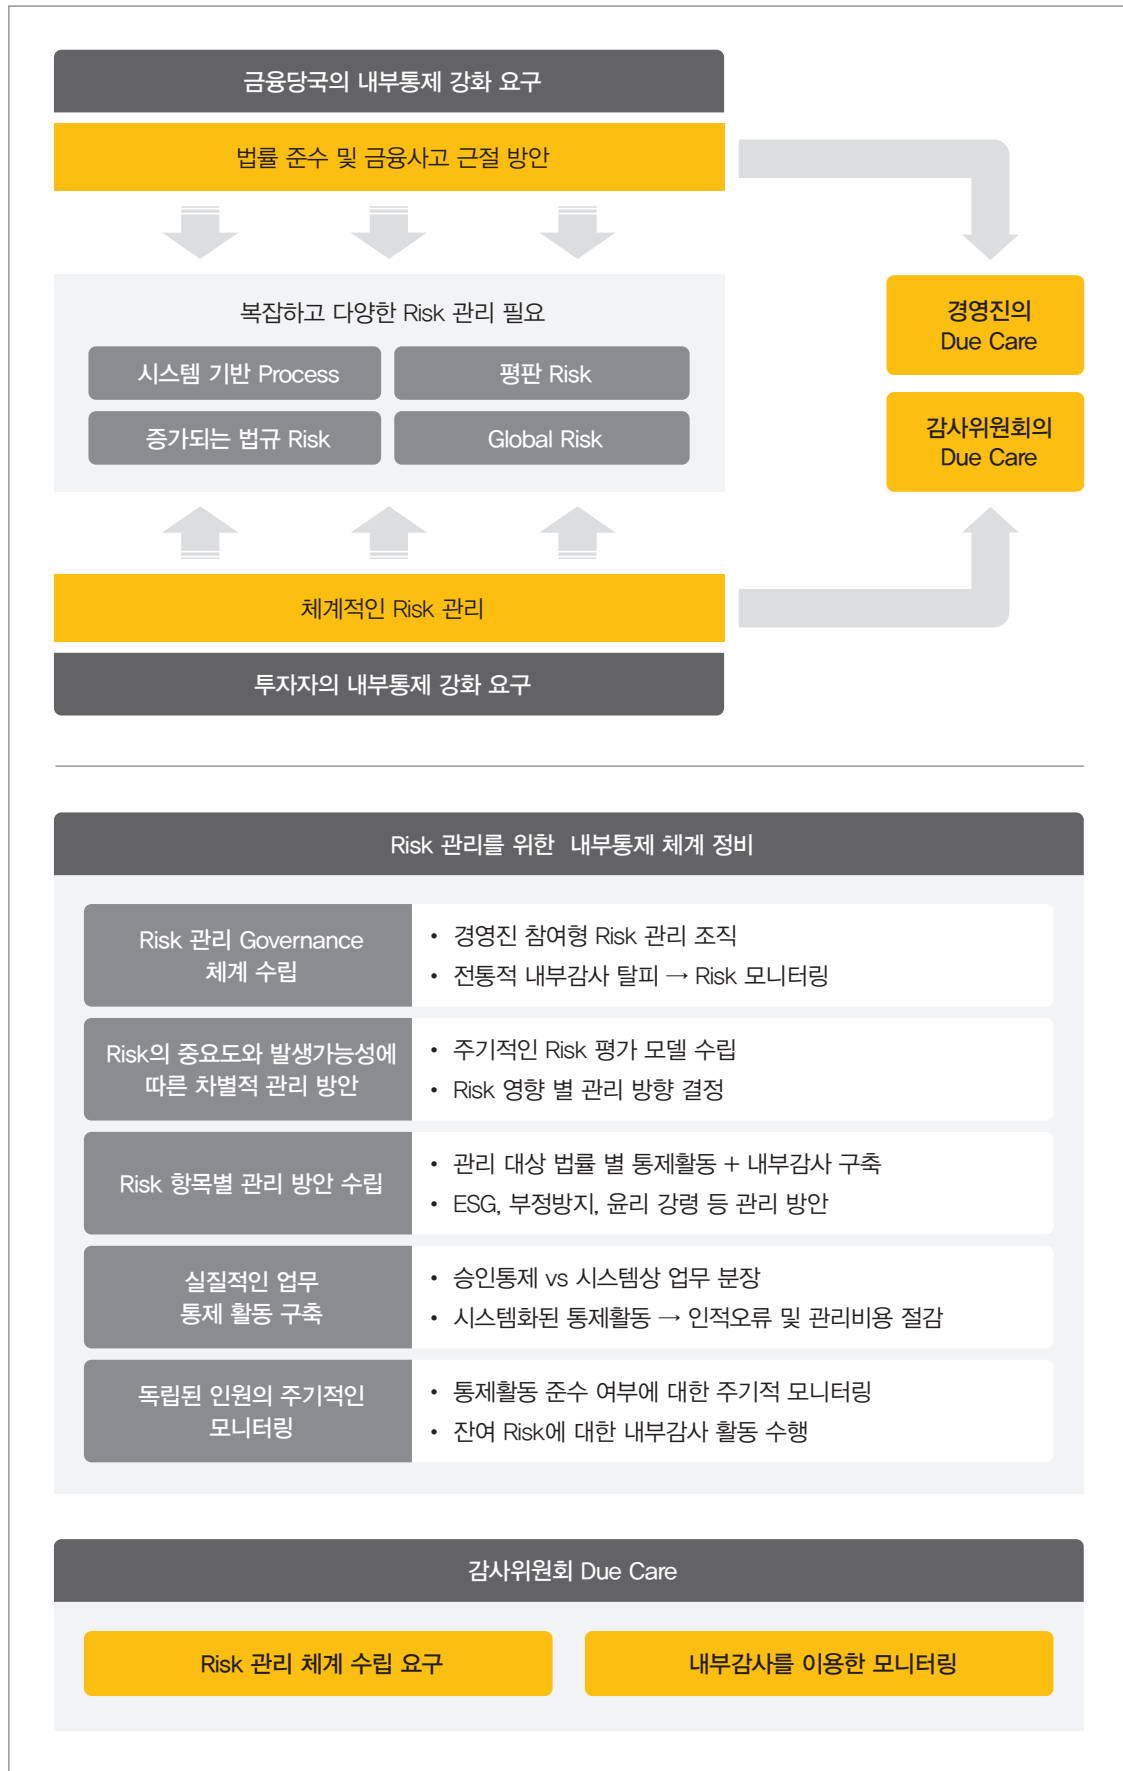 금융당국의 내부통제 강화 요구
법률 준수 및 금융사고 근절 방안
복잡하고 다양한 Risk 관리 필요
시스템 기반 Process
평판 Risk
증가되는 법규 Risk
Global Risk
경영진의
Due Care
감사위원회의
Due Care
체계적인 Risk 관리
투자자의 내부통제 강화 요구
Risk 관리를 위한 내부통제 체계 정비
Risk 관리 Governance
체계 수립
• 경영진 참여형 Risk 관리 조직
• 전통적 내부감사 탈피 → Risk 모니터링
Risk의 중요도와 발생가능성에
따른 차별적 관리 방안
• 주기적인 Risk 평가 모델 수립
• Risk 영향 별 관리 방향 결정
Risk 항목별 관리 방안 수립
• 관리 대상 법률 별 통제활동 + 내부감사 구축
• ESG, 부정방지, 윤리 강령 등 관리 방안
실질적인 업무
통제 활동 구축
• 승인통제 vs 시스템상 업무 분장
• 시스템화된 통제활동 → 인적오류 및 관리비용 절감
독립된 인원의 주기적인
모니터링
• 통제활동 준수 여부에 대한 주기적 모니터링
• 잔여 Risk에 대한 내부감사 활동 수행
감사위원회 Due Care
Risk 관리 체계 수립 요구
내부감사를 이용한 모니터링